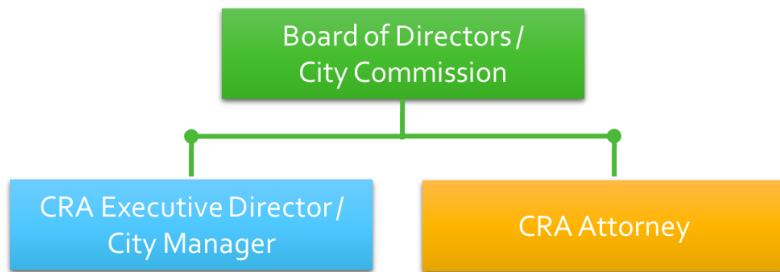 Board of Directors /
City Commission
CRA Executive Director /
City Manager
CRA Attorney